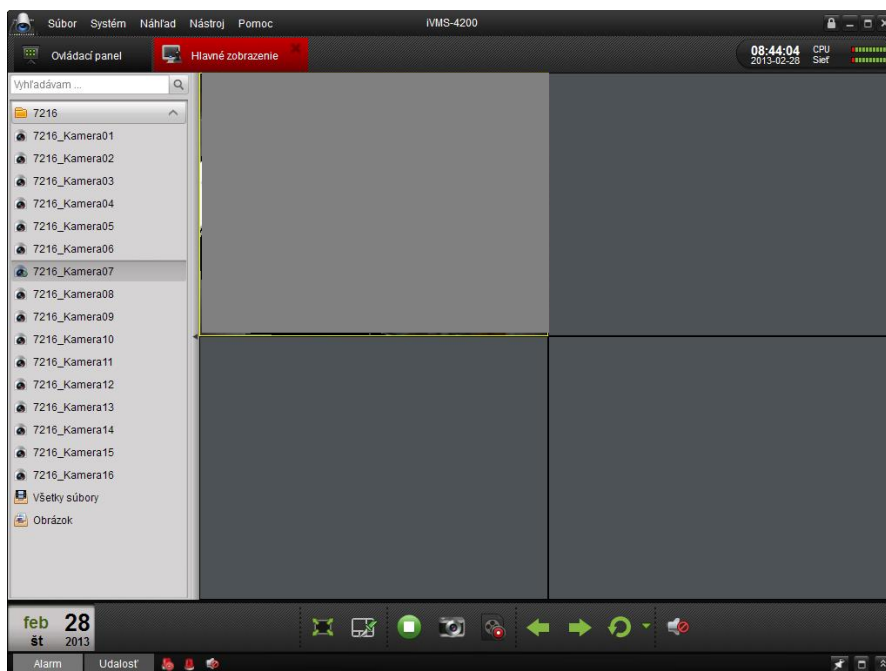 Súbor Systém Náhľad Nástroj Pomoc iVMS-4200
Ovládací panel Hlavné zobrazenie 08:44:04 CPU
2013-02-28 Sieť
Vyhľadávam ...
7216
7216_Kamera01
7216_Kamera02
7216_Kamera03
7216_Kamera04
7216_Kamera05
7216_Kamera06
7216_Kamera07
7216_Kamera08
7216_Kamera09
7216_Kamera10
7216_Kamera11
7216_Kamera12
7216_Kamera13
7216_Kamera14
7216_Kamera15
7216_Kamera16
Všetky súbory
Obrázok
feb 28
št 2013
Alarm Udalosť